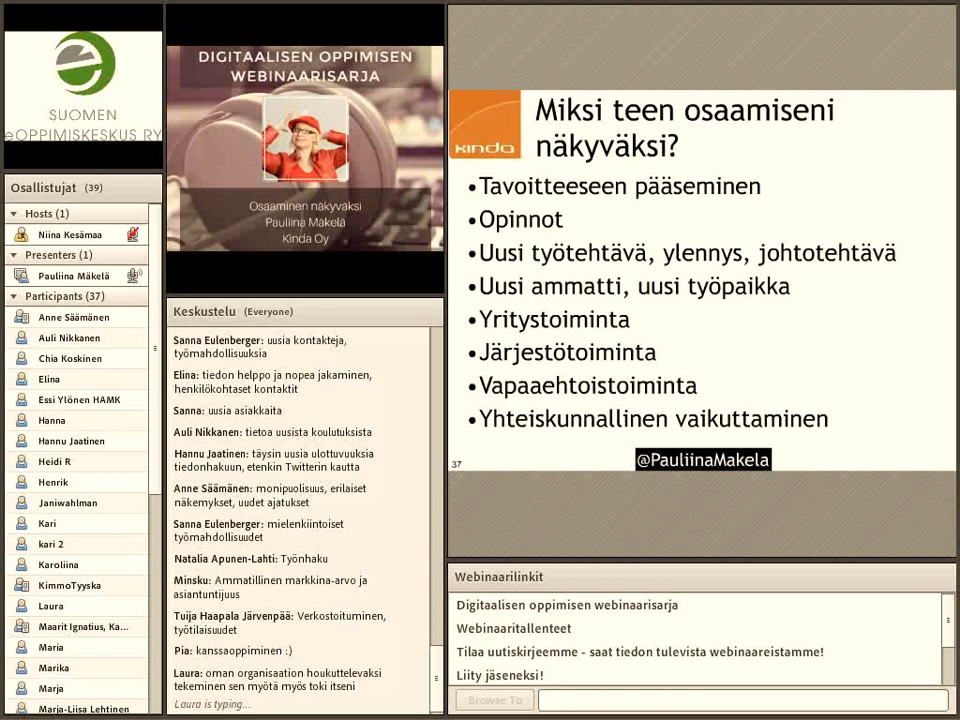 SUOMEN
eOPPIMISKESKUS RY
Osallistujat (39)
Hosts (1)
Niina Kesämaa
Presenters (1)
Pauliina Mäkelä
Participants (37)
Anne Säämänen
Auli Nikkanen
Chia Koskinen
Elina
Essi Ylönen HAMK
Hanna
Hannu Jaatinen
Heidi R
Henrik
Janiwahlman
Kari
kari 2
Karoliina
KimmoTyyska
Laura
Maarit Ignatius, Ka...
Maria
Marika
Marja
Marja-Liisa Lehtinen
DIGITAALISEN OPPIMISEN
WEBINAARISARJA
Osaaminen näkyväksi
Pauliina Mäkelä
Kinda Oy
Keskustelu (Everyone)
Sanna Eulenberger: uusia kontakteja,
työmahdollisuuksia
Elina: tiedon helppo ja nopea jakaminen,
henkilökohtaset kontaktit
Sanna: uusia asiakkaita
Auli Nikkanen: tietoa uusista koulutuksista
Hannu Jaatinen: täysin uusia ulottuvuuksia
tiedonhakuun, etenkin Twitterin kautta
Anne Säämänen: monipuolisuus, erilaiset
näkemykset, uudet ajatukset
Sanna Eulenberger: mielenkiintoiset
työmahdollisuudet
Natalia Apunen-Lahti: Työnhaku
Minsku: Ammatillinen markkina-arvo ja
asiantuntijuus
Tuija Haapala Järvenpää: Verkostoituminen,
työtilaisuudet
Pia: kanssaoppiminen :)
Laura: oman organisaation houkuttelevaksi
tekeminen sen myötä myös toki itseni
Laura is typing...
kinda
Miksi teen osaamiseni
näkyväksi?
•Tavoitteeseen pääseminen
•Opinnot
•Uusi työtehtävä, ylennys, johtotehtävä
•Uusi ammatti, uusi työpaikka
•Yritystoiminta
•Järjestötoiminta
•Vapaaehtoistoiminta
•Yhteiskunnallinen vaikuttaminen
37
@PauliinaMakela
Webinaarilinkit
Digitaalisen oppimisen webinaarisarja
Webinaaritallenteet
Tilaa uutiskirjeemme - saat tiedon tulevista webinaareistamme!
Liity jäseneksi!
Browse To